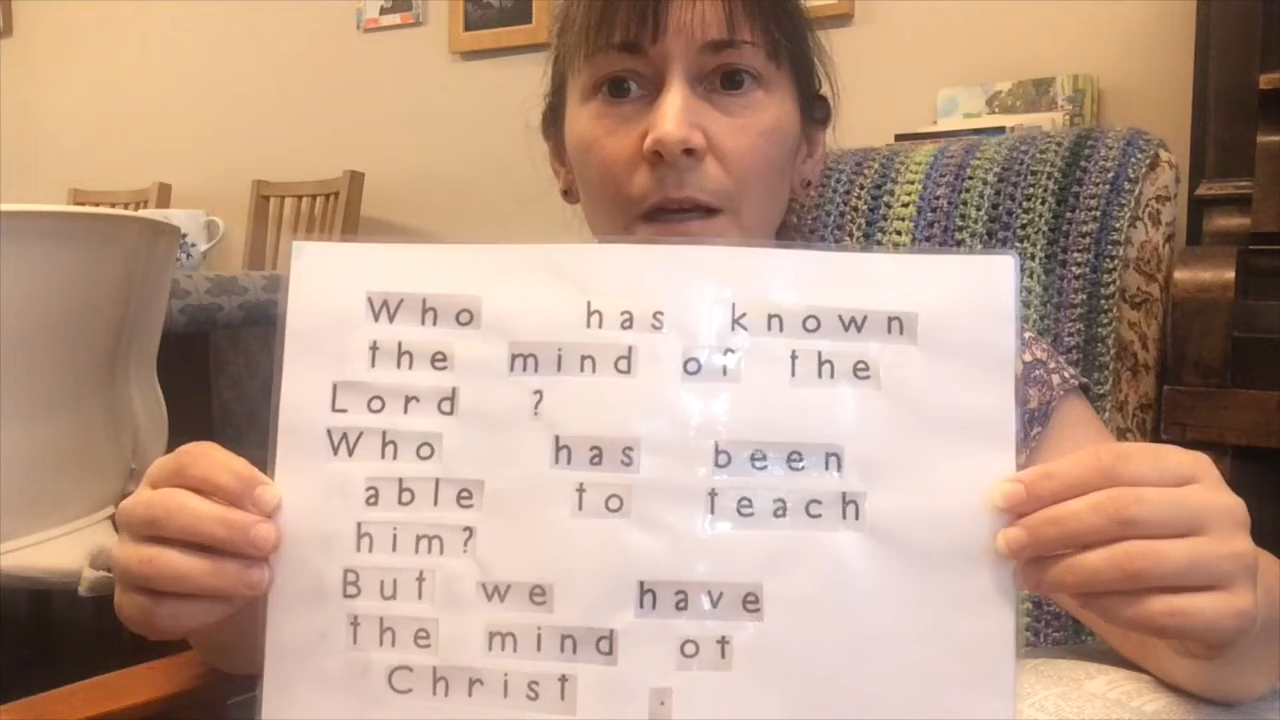 Who has known
the mind of the
Lord ?
Who has been
able to teach
him?
But we have
the mind of
Christ .